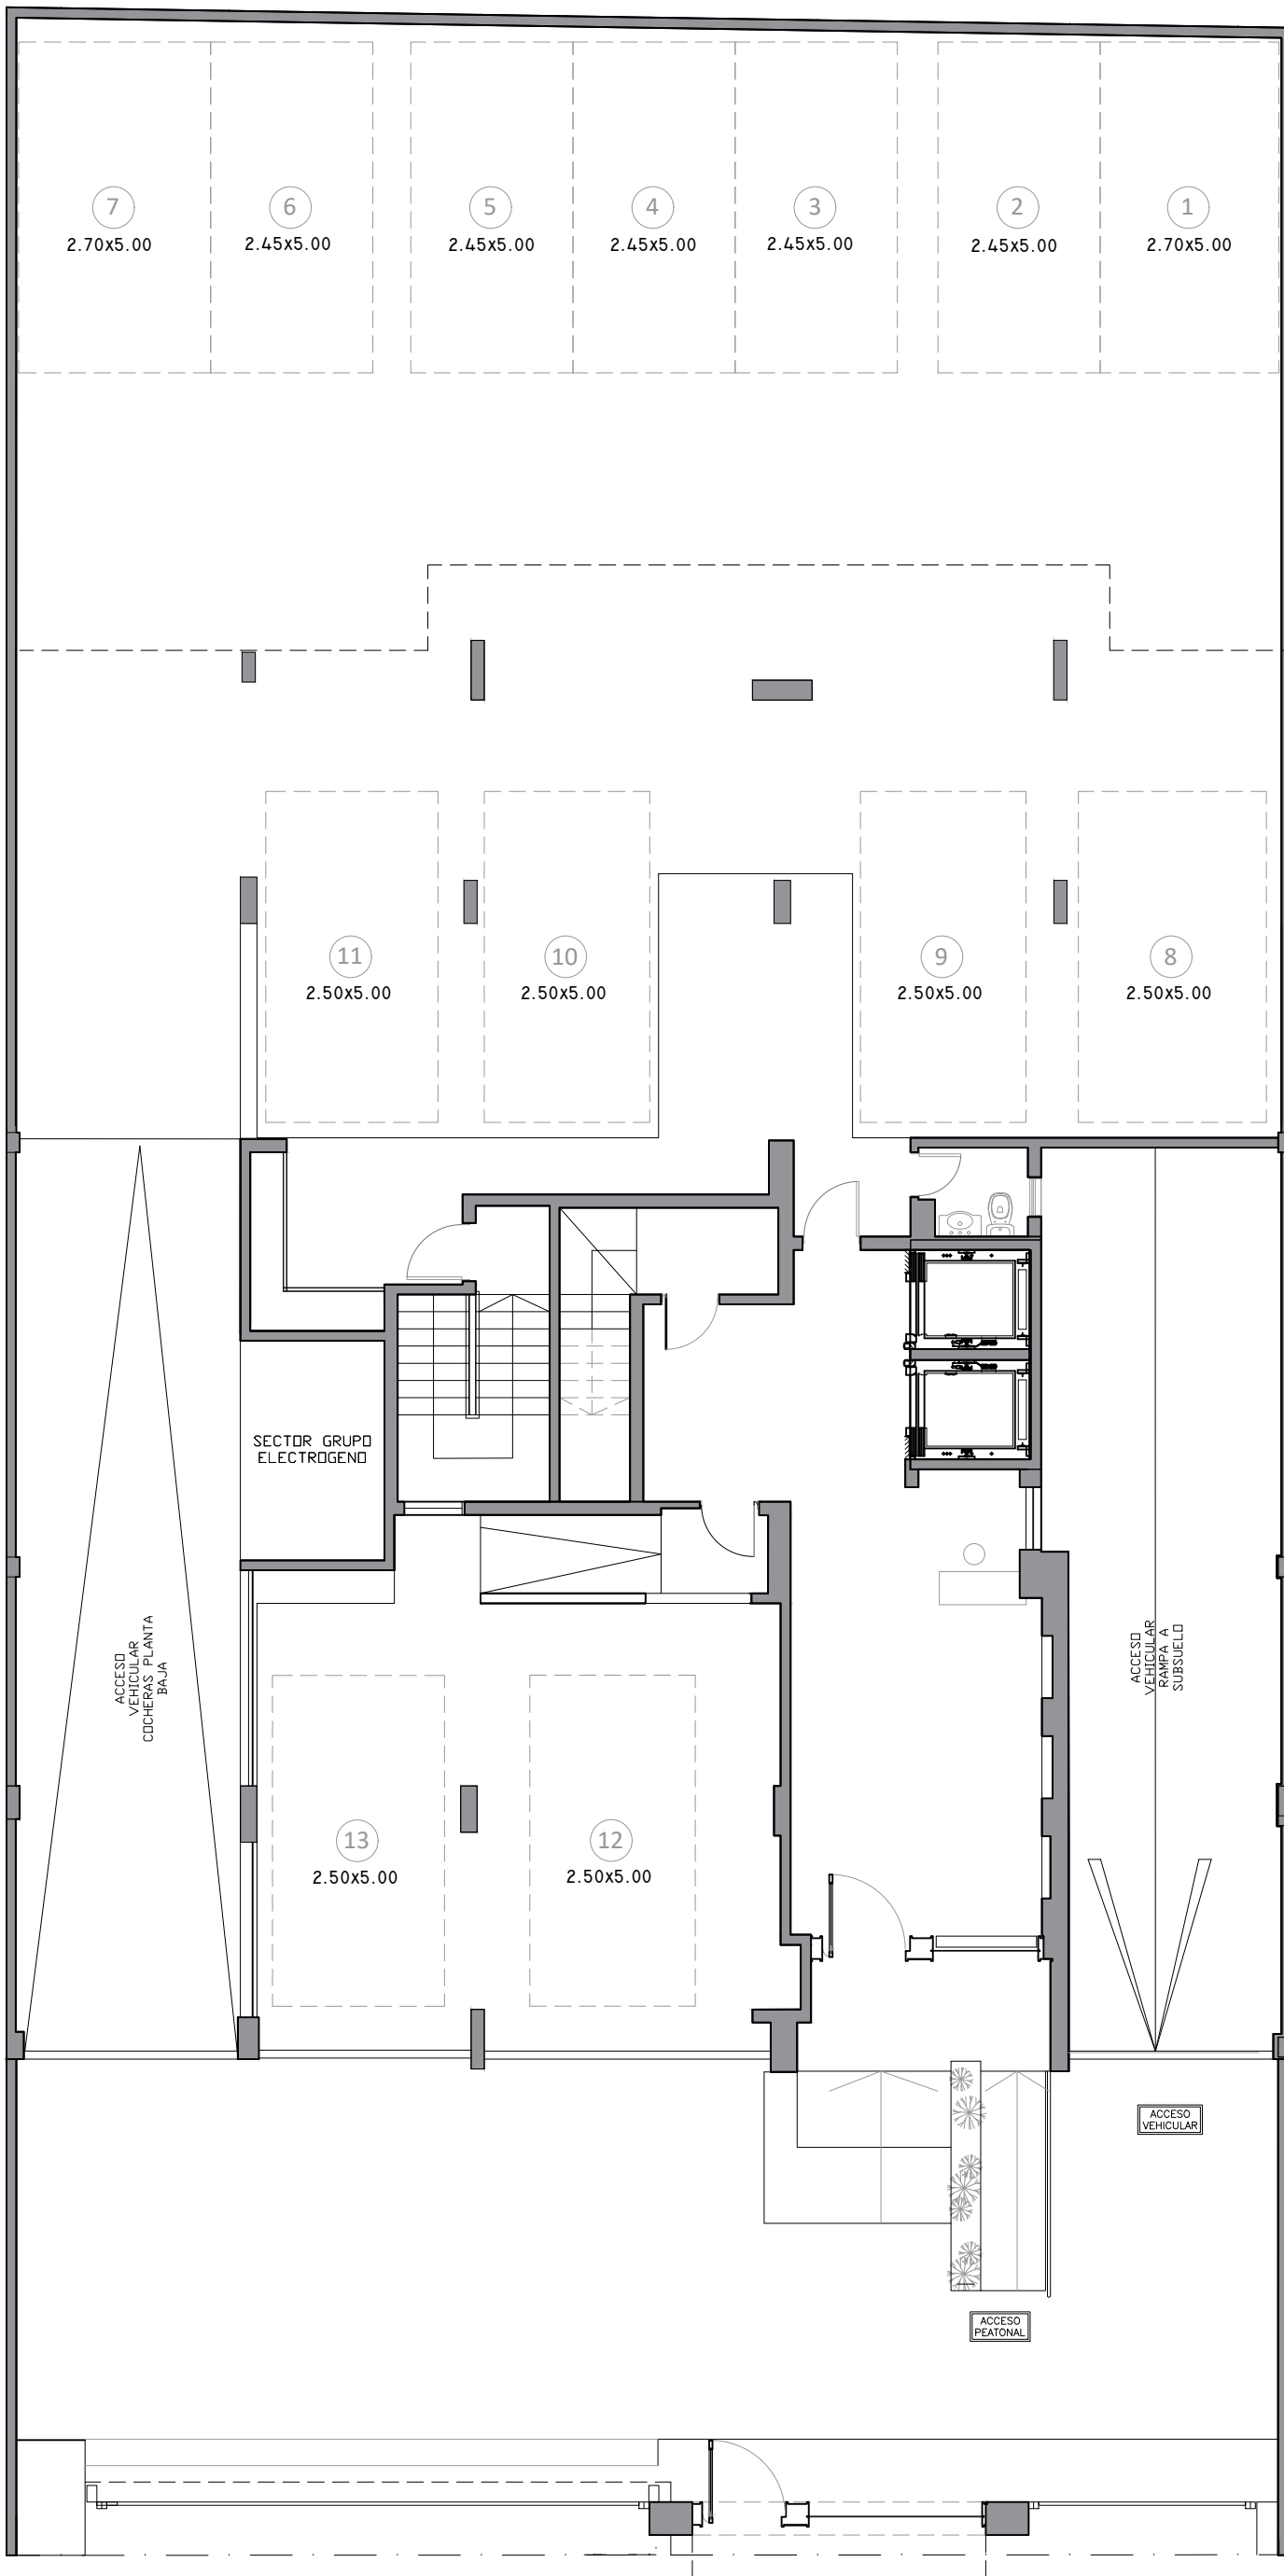 7
2.70x5.00
6
2.45x5.00
5
2.45x5.00
4
2.45x5.00
3
2.45x5.00
2
2.45x5.00
1
2.70x5.00
11
2.50x5.00
10
2.50x5.00
9
2.50x5.00
8
2.50x5.00
SECTOR GRUPO
ELECTROGENO
ACCESO
VEHICULAR
COCHERAS PLANTA
BAJA
ACCESO
VEHICULAR
RAMPA A
SUBSUELO
13
2.50x5.00
12
2.50x5.00
ACCESO
VEHICULAR
ACCESO
PEATONAL